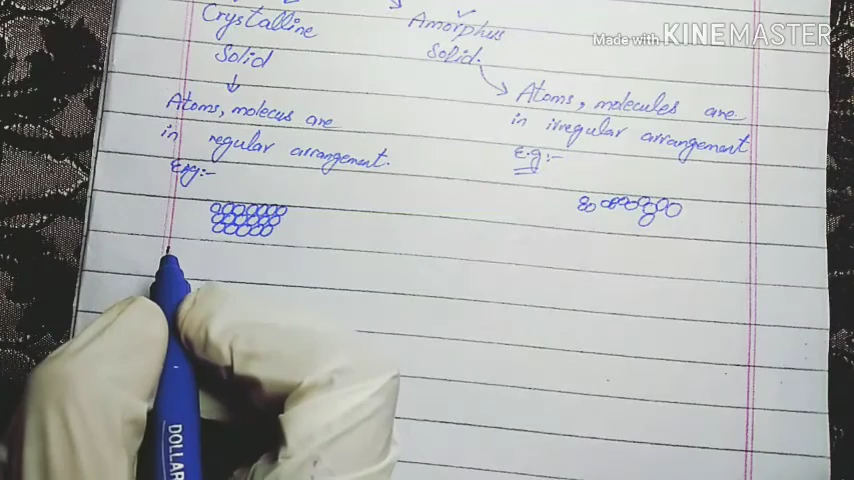 Made with KINEMASTER
Crystalline
Solid
Amorphus
Solid.
Atoms, molecus are
in regular arrangement.
E.g:-
Atoms, molecules are
in irregular arrangement
E.g:-
DOLLAR